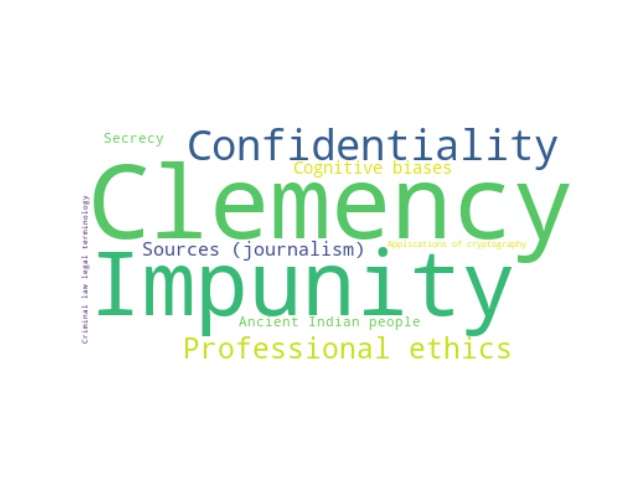 Secrecy
Confidentiality
Cognitive biases
Clemency
Sources (journalism)
Applications of cryptography
Impunity
Ancient Indian people
Professional ethics
Criminal law legal terminology